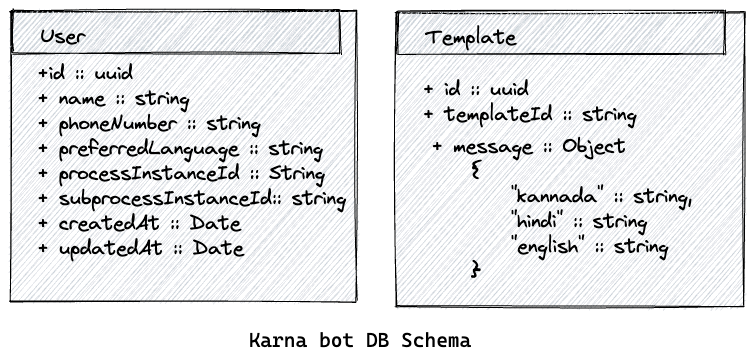 User
+id :: uuid
+ name :: string
+ phoneNumber :: string
+ preferredLanguage :: string
+ processInstanceId :: String
+ subprocessInstanceId:: string
+ createdAt :: Date
+ updatedAt :: Date
Template
+ id :: uuid
+ templateId :: string
+ message :: Object
{
"kannada" :: string,
"hindi" :: string
"english" :: string
}
Karna bot DB Schema